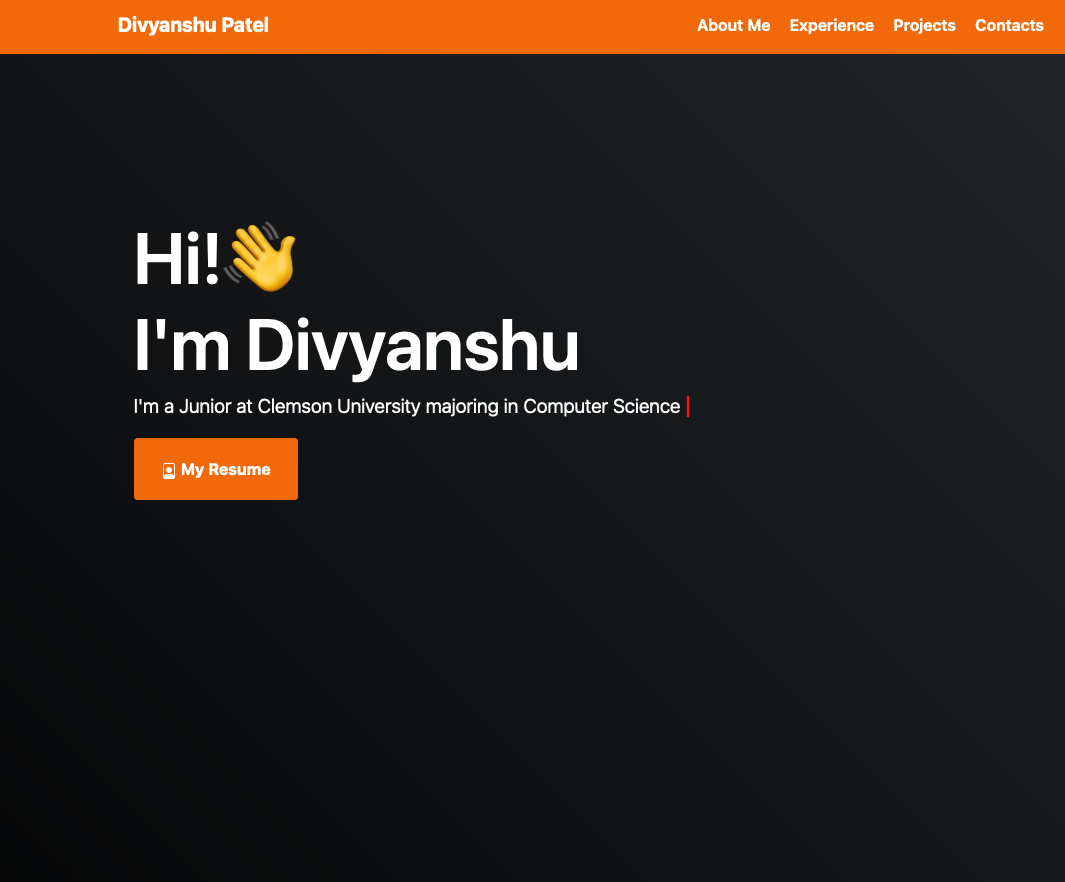 Divyanshu Patel
About Me Experience Projects Contacts
Hi!👋
I'm Divyanshu
I'm a Junior at Clemson University majoring in Computer Science |
My Resume